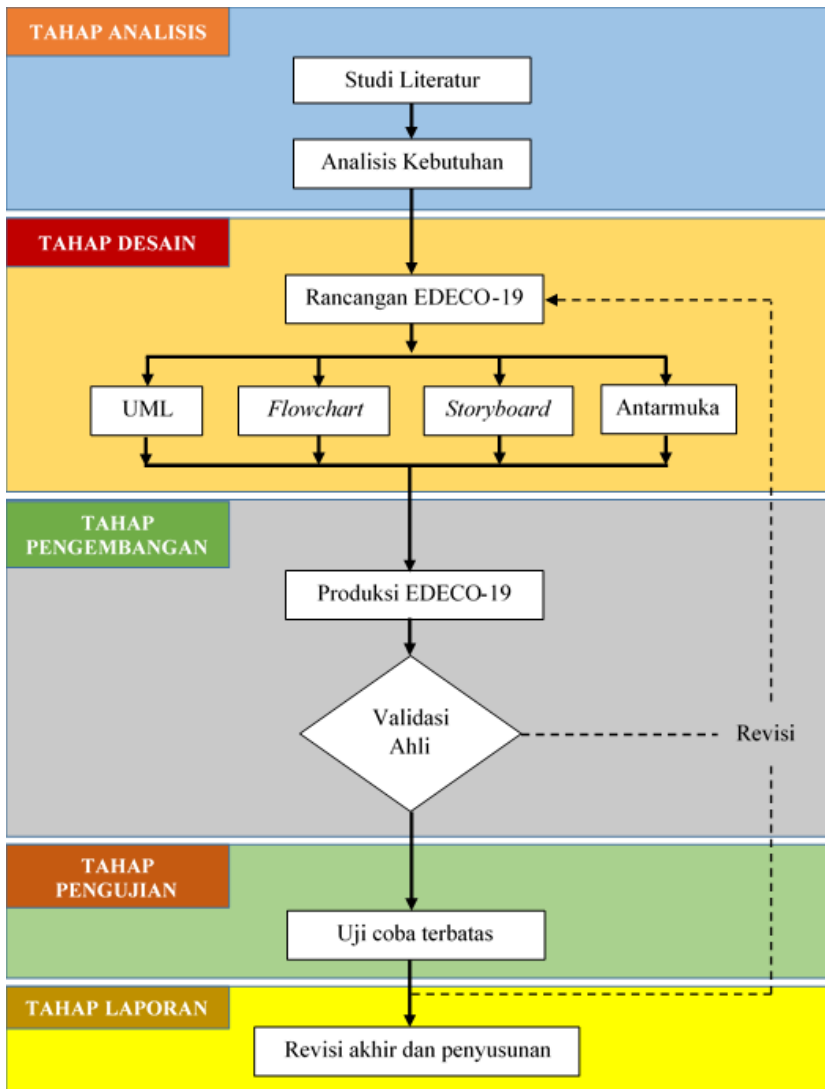 TAHAP ANALISIS
Studi Literatur
Analisis Kebutuhan
TAHAP DESAIN
Rancangan EDECO-19
UML
Flowchart
Storyboard
Antarmuka
TAHAP
PENGEMBANGAN
Produksi EDECO-19
Validasi
Ahli
Revisi
TAHAP
PENGUJIAN
Uji coba terbatas
TAHAP LAPORAN
Revisi akhir dan penyusunan